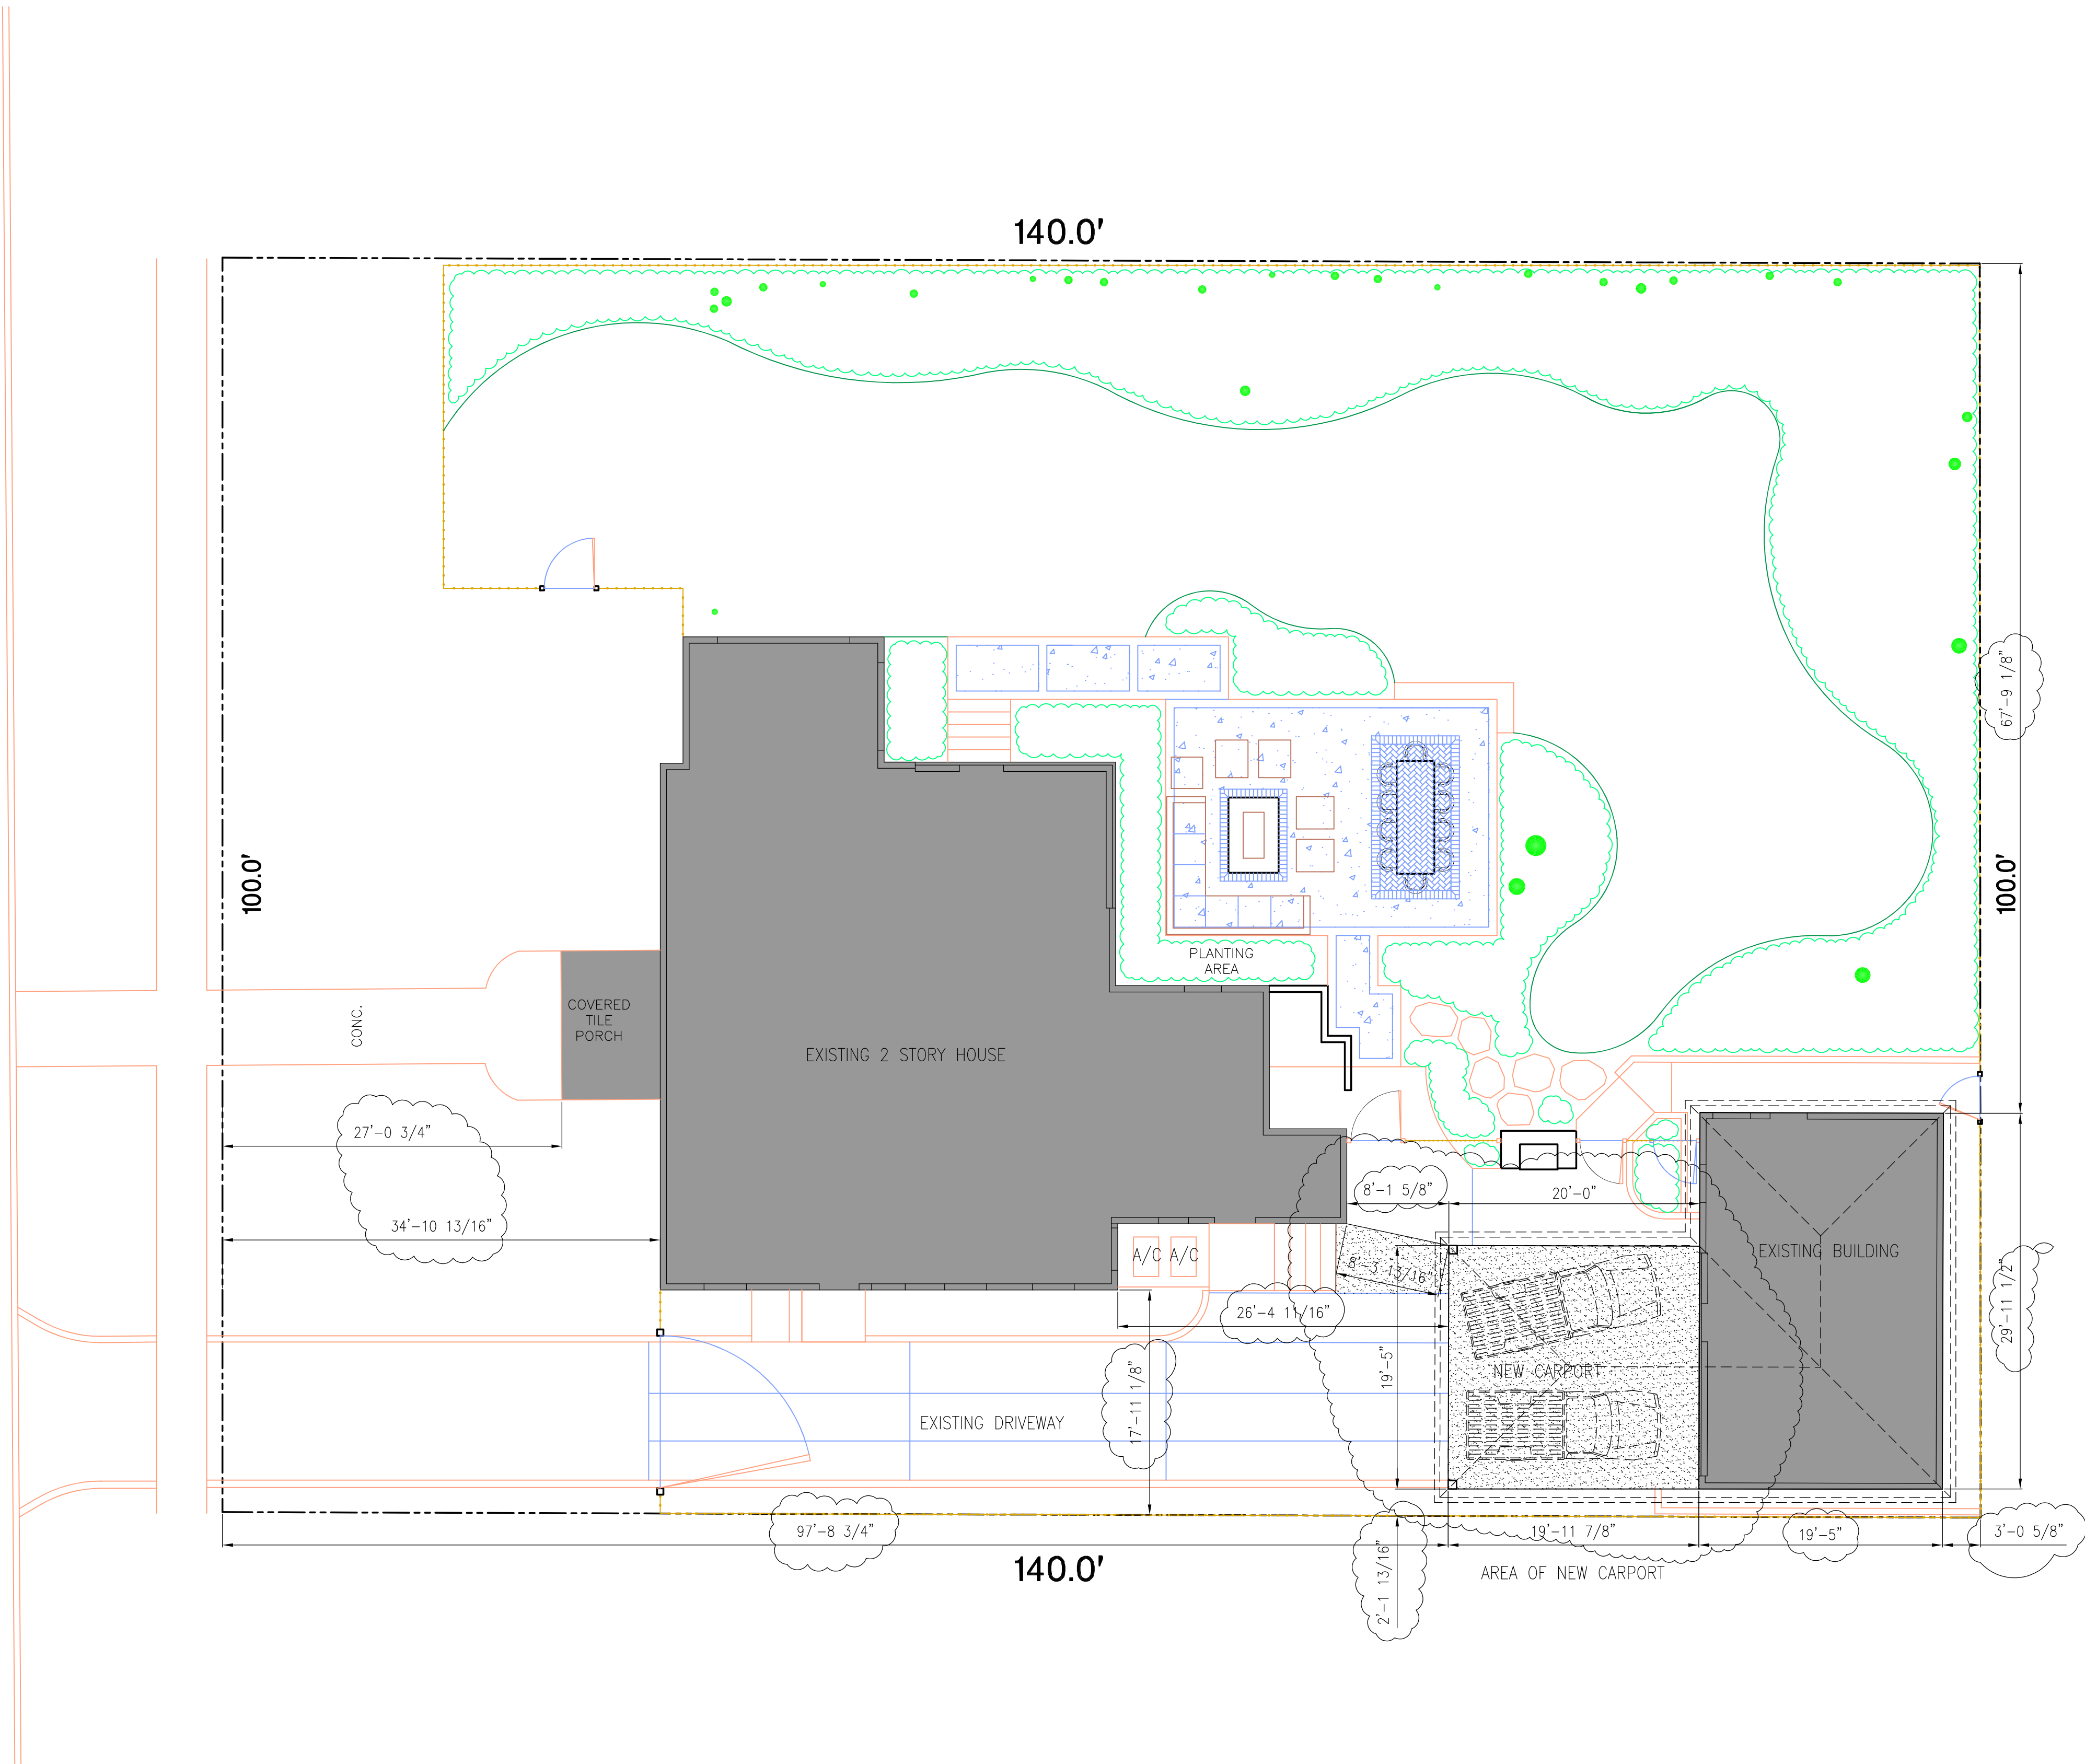 140.0'
67'-9 1/8"
100.0'
100.0'
PLANTING
AREA
COVERED
TILE
PORCH
CONC.
EXISTING 2 STORY HOUSE
27'-0 3/4"
34'-10 13/16"
8'-1 5/8"
20'-0"
A/C
A/C
EXISTING BUILDING
8'-3 13/16"
29'-11 1/2"
26'-4 11/16"
19'-5"
NEW CARPORT
17'-11 1/8"
EXISTING DRIVEWAY
97'-8 3/4"
19'-11 7/8"
19'-5"
3'-0 5/8"
2'-1 13/16"
140.0'
AREA OF NEW CARPORT